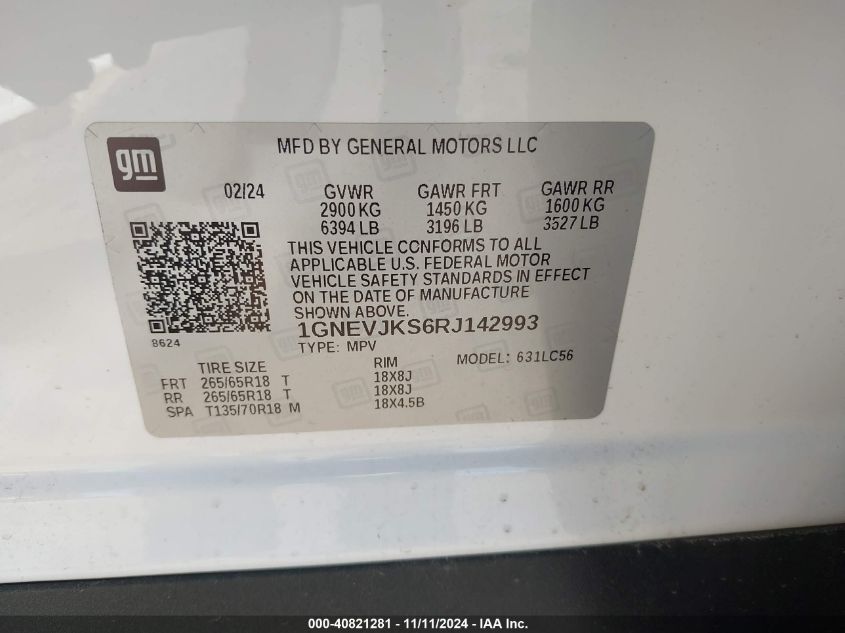 gm
MFD BY GENERAL MOTORS LLC
02/24 GVWR GAWR FRT GAWR RR
2900 KG 1450 KG 1600 KG
6394 LB 3196 LB 3527 LB
THIS VEHICLE CONFORMS TO ALL
APPLICABLE U.S. FEDERAL MOTOR
VEHICLE SAFETY STANDARDS IN EFFECT
ON THE DATE OF MANUFACTURE
SHOWN ABOVE.
1GNEVJKS6RJ142993
8624
TYPE: MPV MODEL: 631LC56
TIRE SIZE RIM
FRT 265/65R18 T 18X8J
RR 265/65R18 T 18X8J
SPA T135/70R18 M 18X4.5B
000-40821281 - 11/11/2024 - IAA Inc.